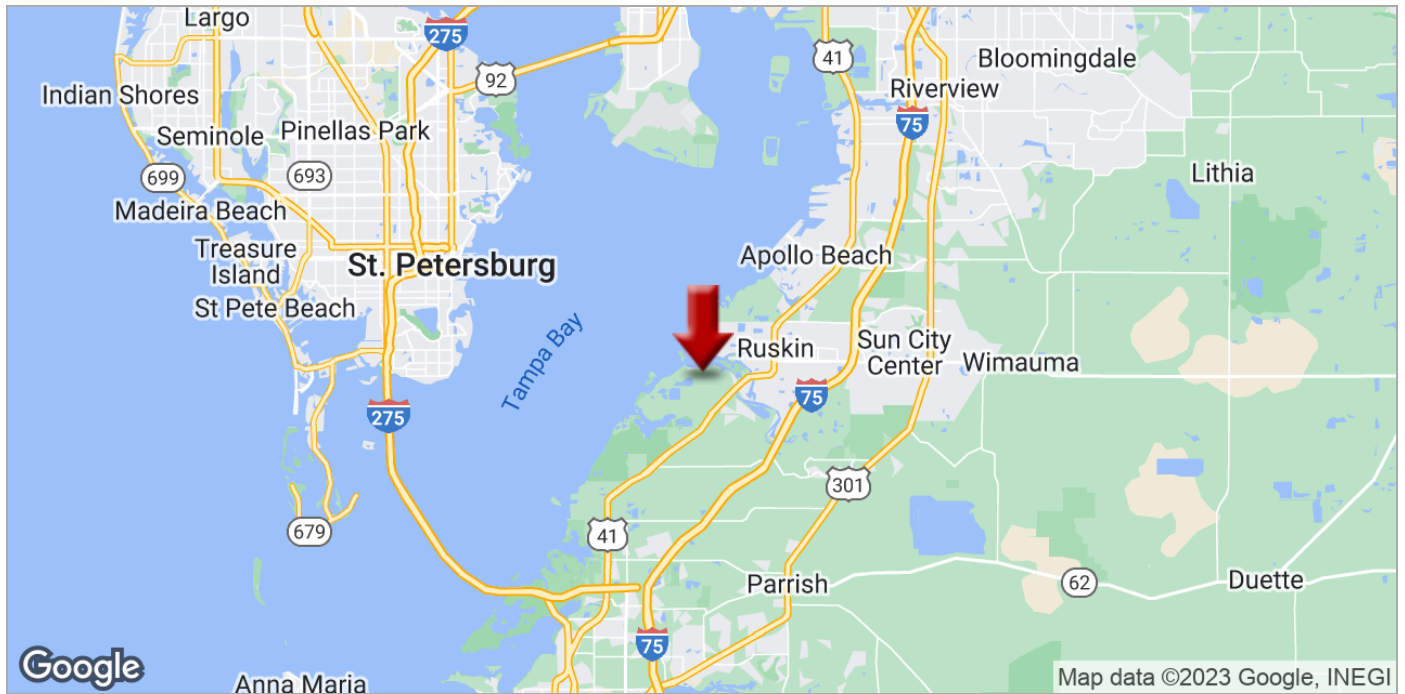 Largo
275
41
Bloomingdale
92
Riverview
Indian Shores
75
Seminole
Pinellas Park
699
693
Lithia
Madeira Beach
Treasure
Island
St. Petersburg
Apollo Beach
St Pete Beach
Tampa Bay
Ruskin
Sun City
Center
Wimauma
75
275
301
679
41
Parrish
62
Duette
75
Google
Anna Maria
Map data ©2023 Google, INEGI